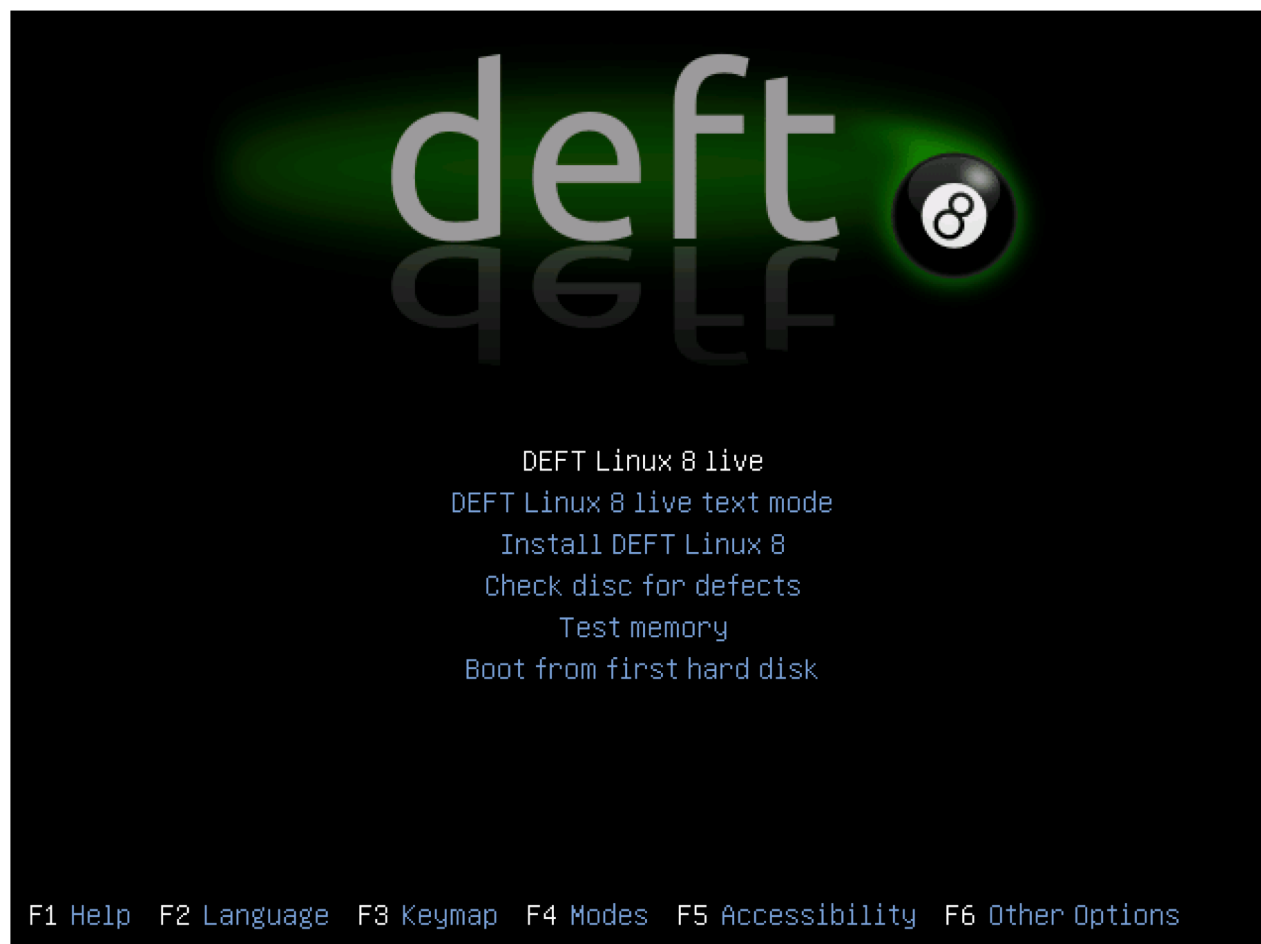 deft
8
DEFT Linux 8 live
DEFT Linux 8 live text mode
Install DEFT Linux 8
Check disc for defects
Test memory
Boot from first hard disk
F1 Help F2 Language F3 Keymap F4 Modes F5 Accessibility F6 Other Options